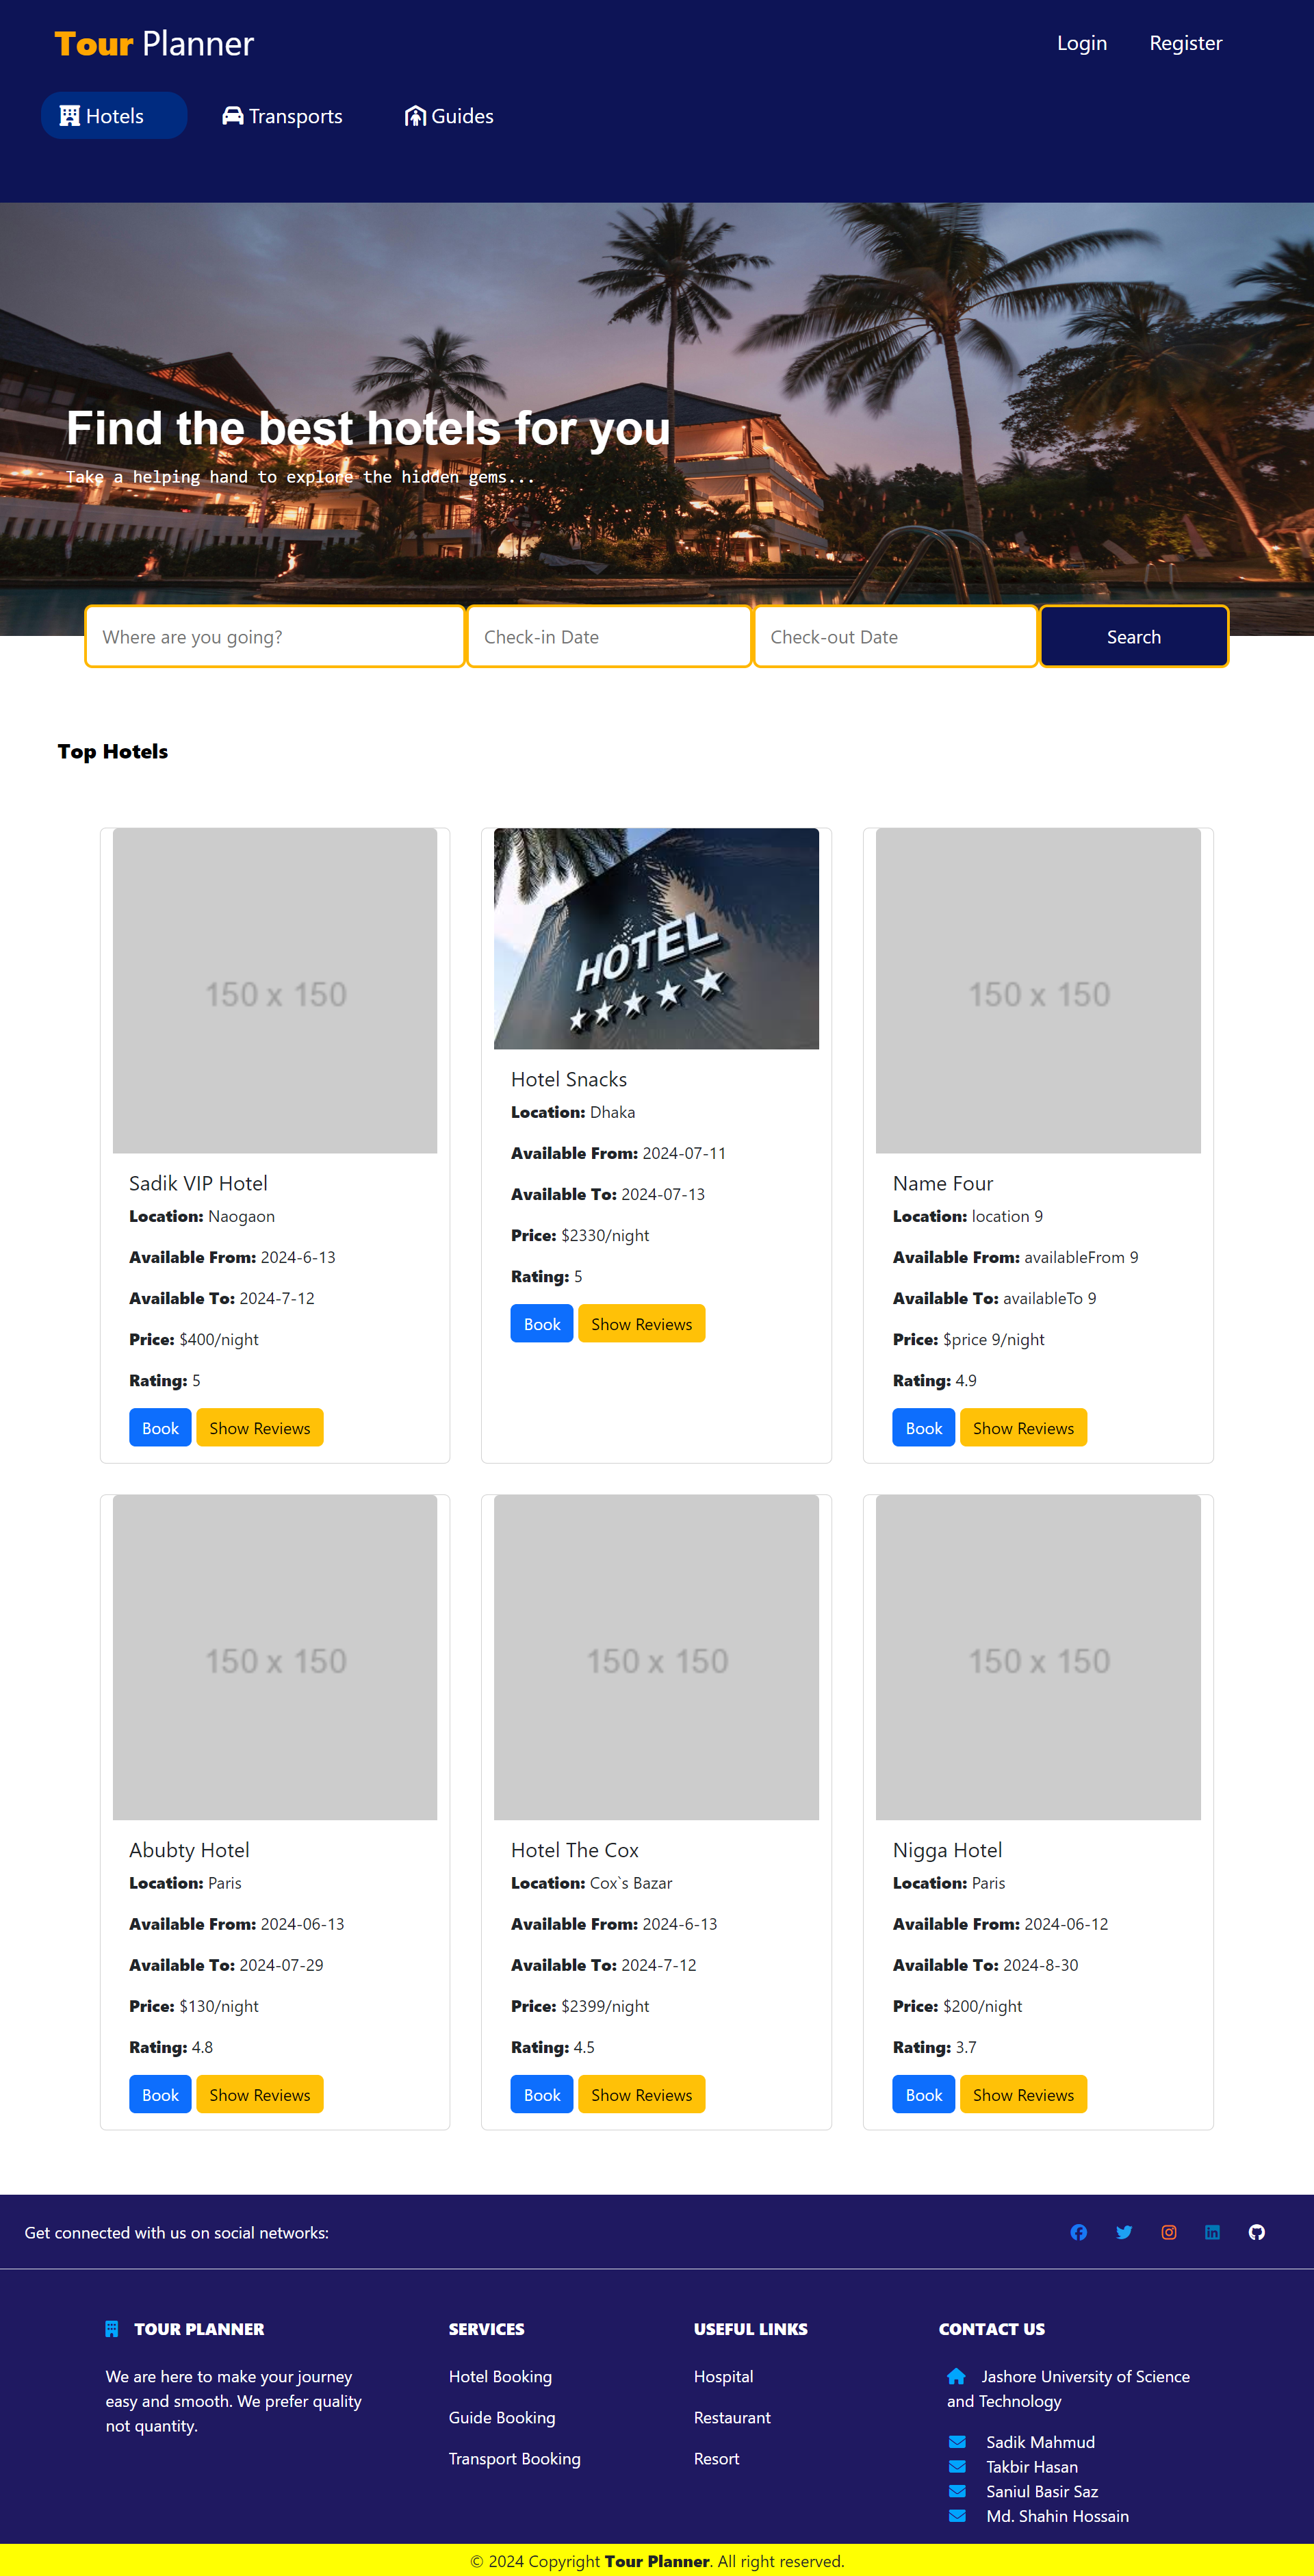 Tour Planner
Login
Register
Hotels
Transports
Guides
Find the best hotels for you
Take a helping hand to explore the hidden gems...
Where are you going?
Check-in Date
Check-out Date
Search
Top Hotels
150 x 150
Sadik VIP Hotel
Location: Naogaon
Available From: 2024-6-13
Available To: 2024-7-12
Price: $400/night
Rating: 5
Book
Show Reviews
HOTEL
Hotel Snacks
Location: Dhaka
Available From: 2024-07-11
Available To: 2024-07-13
Price: $2330/night
Rating: 5
Book
Show Reviews
150 x 150
Name Four
Location: location 9
Available From: availableFrom 9
Available To: availableTo 9
Price: $price 9/night
Rating: 4.9
Book
Show Reviews
150 x 150
Abubty Hotel
Location: Paris
Available From: 2024-06-13
Available To: 2024-07-29
Price: $130/night
Rating: 4.8
Book
Show Reviews
150 x 150
Hotel The Cox
Location: Cox`s Bazar
Available From: 2024-6-13
Available To: 2024-7-12
Price: $2399/night
Rating: 4.5
Book
Show Reviews
150 x 150
Nigga Hotel
Location: Paris
Available From: 2024-06-12
Available To: 2024-8-30
Price: $200/night
Rating: 3.7
Book
Show Reviews
Get connected with us on social networks:
TOUR PLANNER
We are here to make your journey
easy and smooth. We prefer quality
not quantity.
SERVICES
Hotel Booking
Guide Booking
Transport Booking
USEFUL LINKS
Hospital
Restaurant
Resort
CONTACT US
Jashore University of Science
and Technology
Sadik Mahmud
Takbir Hasan
Saniul Basir Saz
Md. Shahin Hossain
© 2024 Copyright Tour Planner. All right reserved.